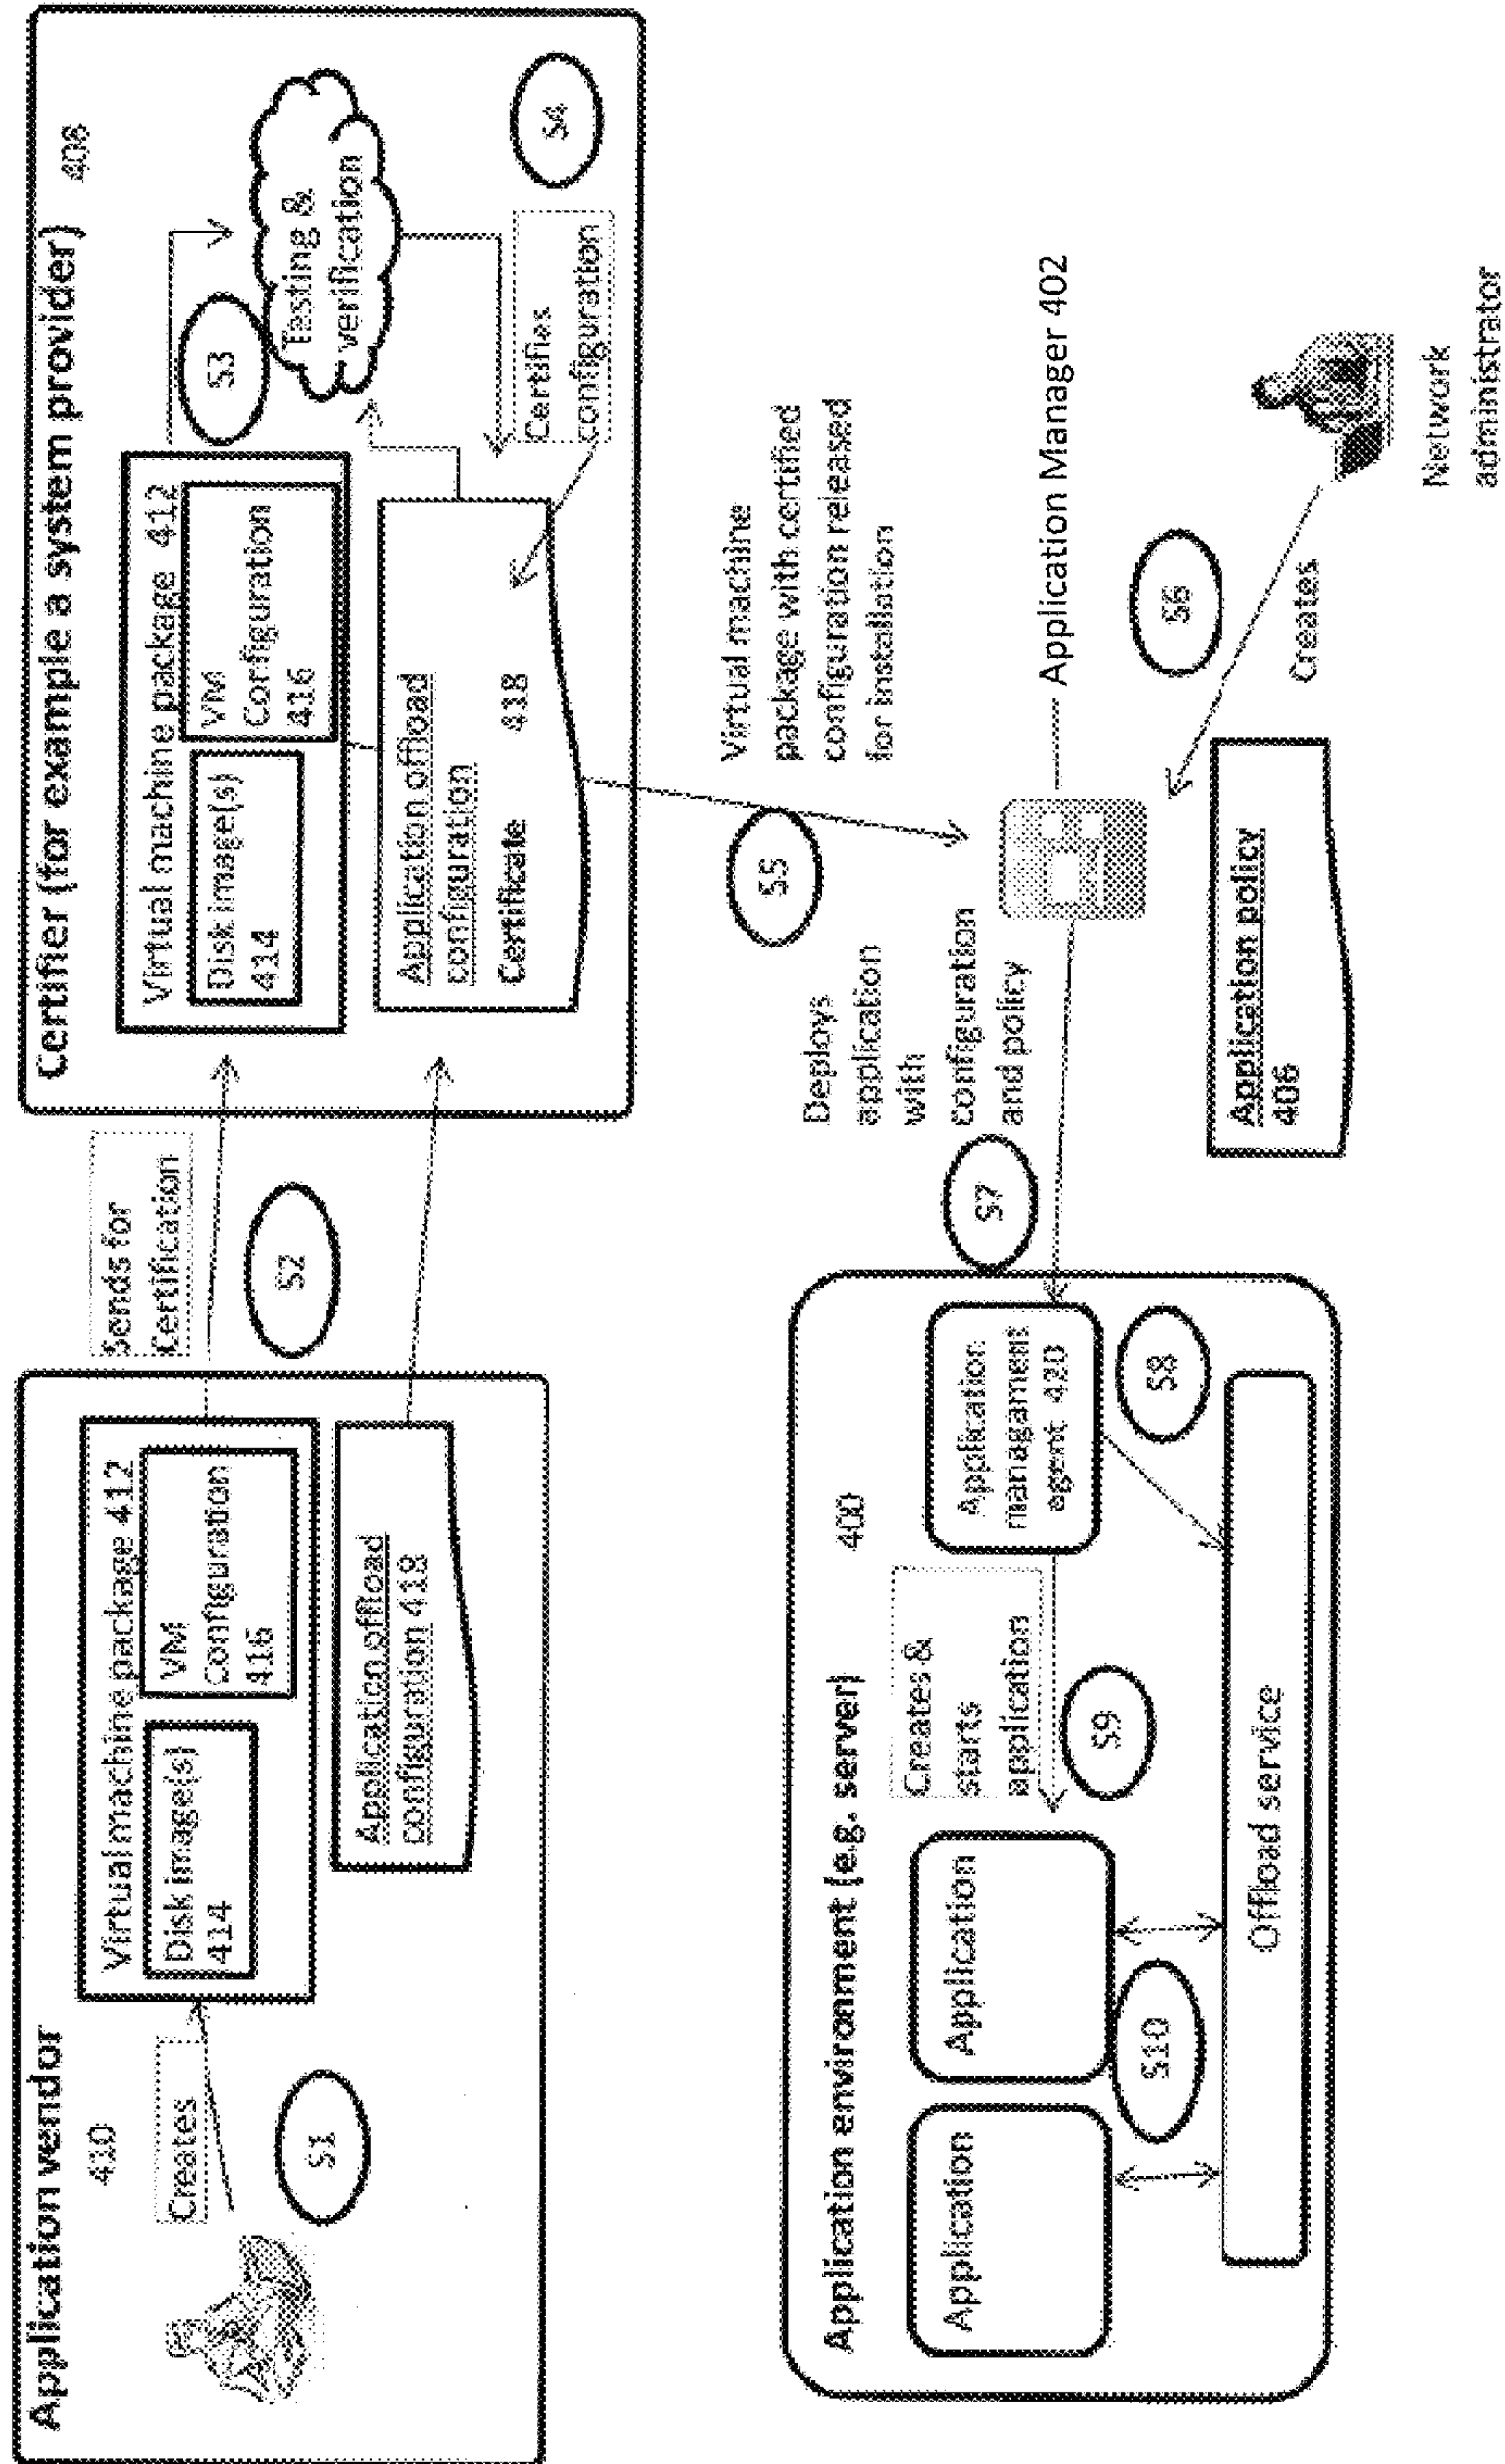 Application vendor
410
Creates
S1
Virtual machine package 412
Disk image(s)
414
VM
Configuration
416
Application offload
configuration 418
Sends for
Certification
S2
Certifier (for example a system provider)
408
Virtual machine package 412
Disk image(s)
414
VM
Configuration
416
S3
Testing &
verification
Application offload
configuration
Certificate 418
Certifies
configuration
S4
Virtual machine
package with certified
configuration released
for installation
S5
Application Manager 402
S6
Creates
Network
administrator
Application policy
406
Deploys
application
with
configuration
and policy
S7
Application environment (e.g. server)
400
Application
managament
agent 420
S8
Creates &
starts
application
S9
Application
Application
S10
Offload service